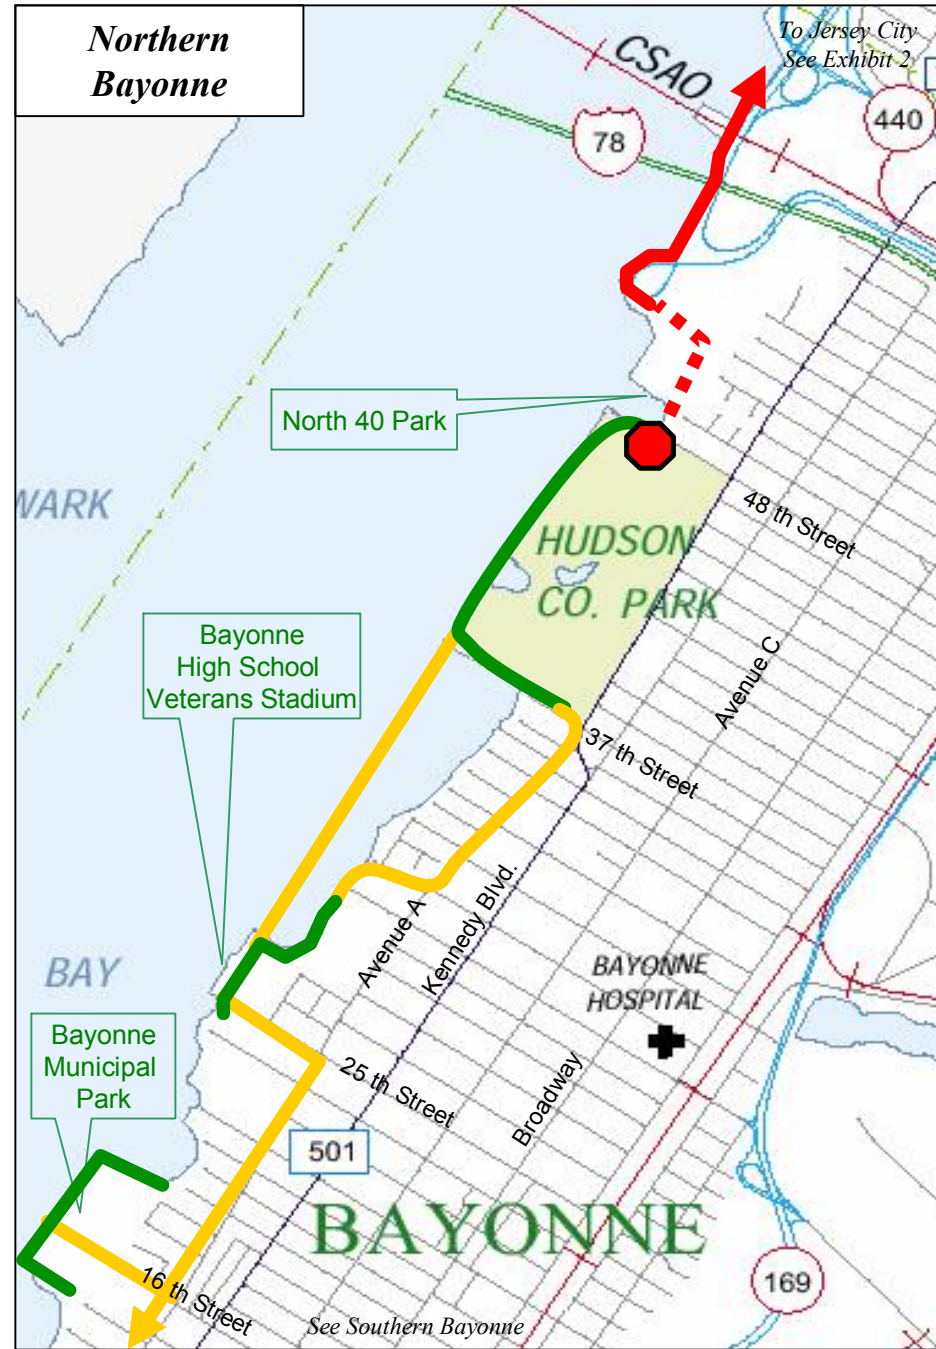 Northern
Bayonne
To Jersey City
See Exhibit 2
CSAO
440
78
North 40 Park
WARK
48 th Street
HUDSON
CO. PARK
Bayonne
High School
Veterans Stadium
Avenue C
37 th Street
Avenue A
Kennedy Blvd.
BAY
BAYONNE
HOSPITAL
Bayonne
Municipal
Park
25 th Street
Broadway
501
BAYONNE
16 th Street
169
See Southern Bayonne